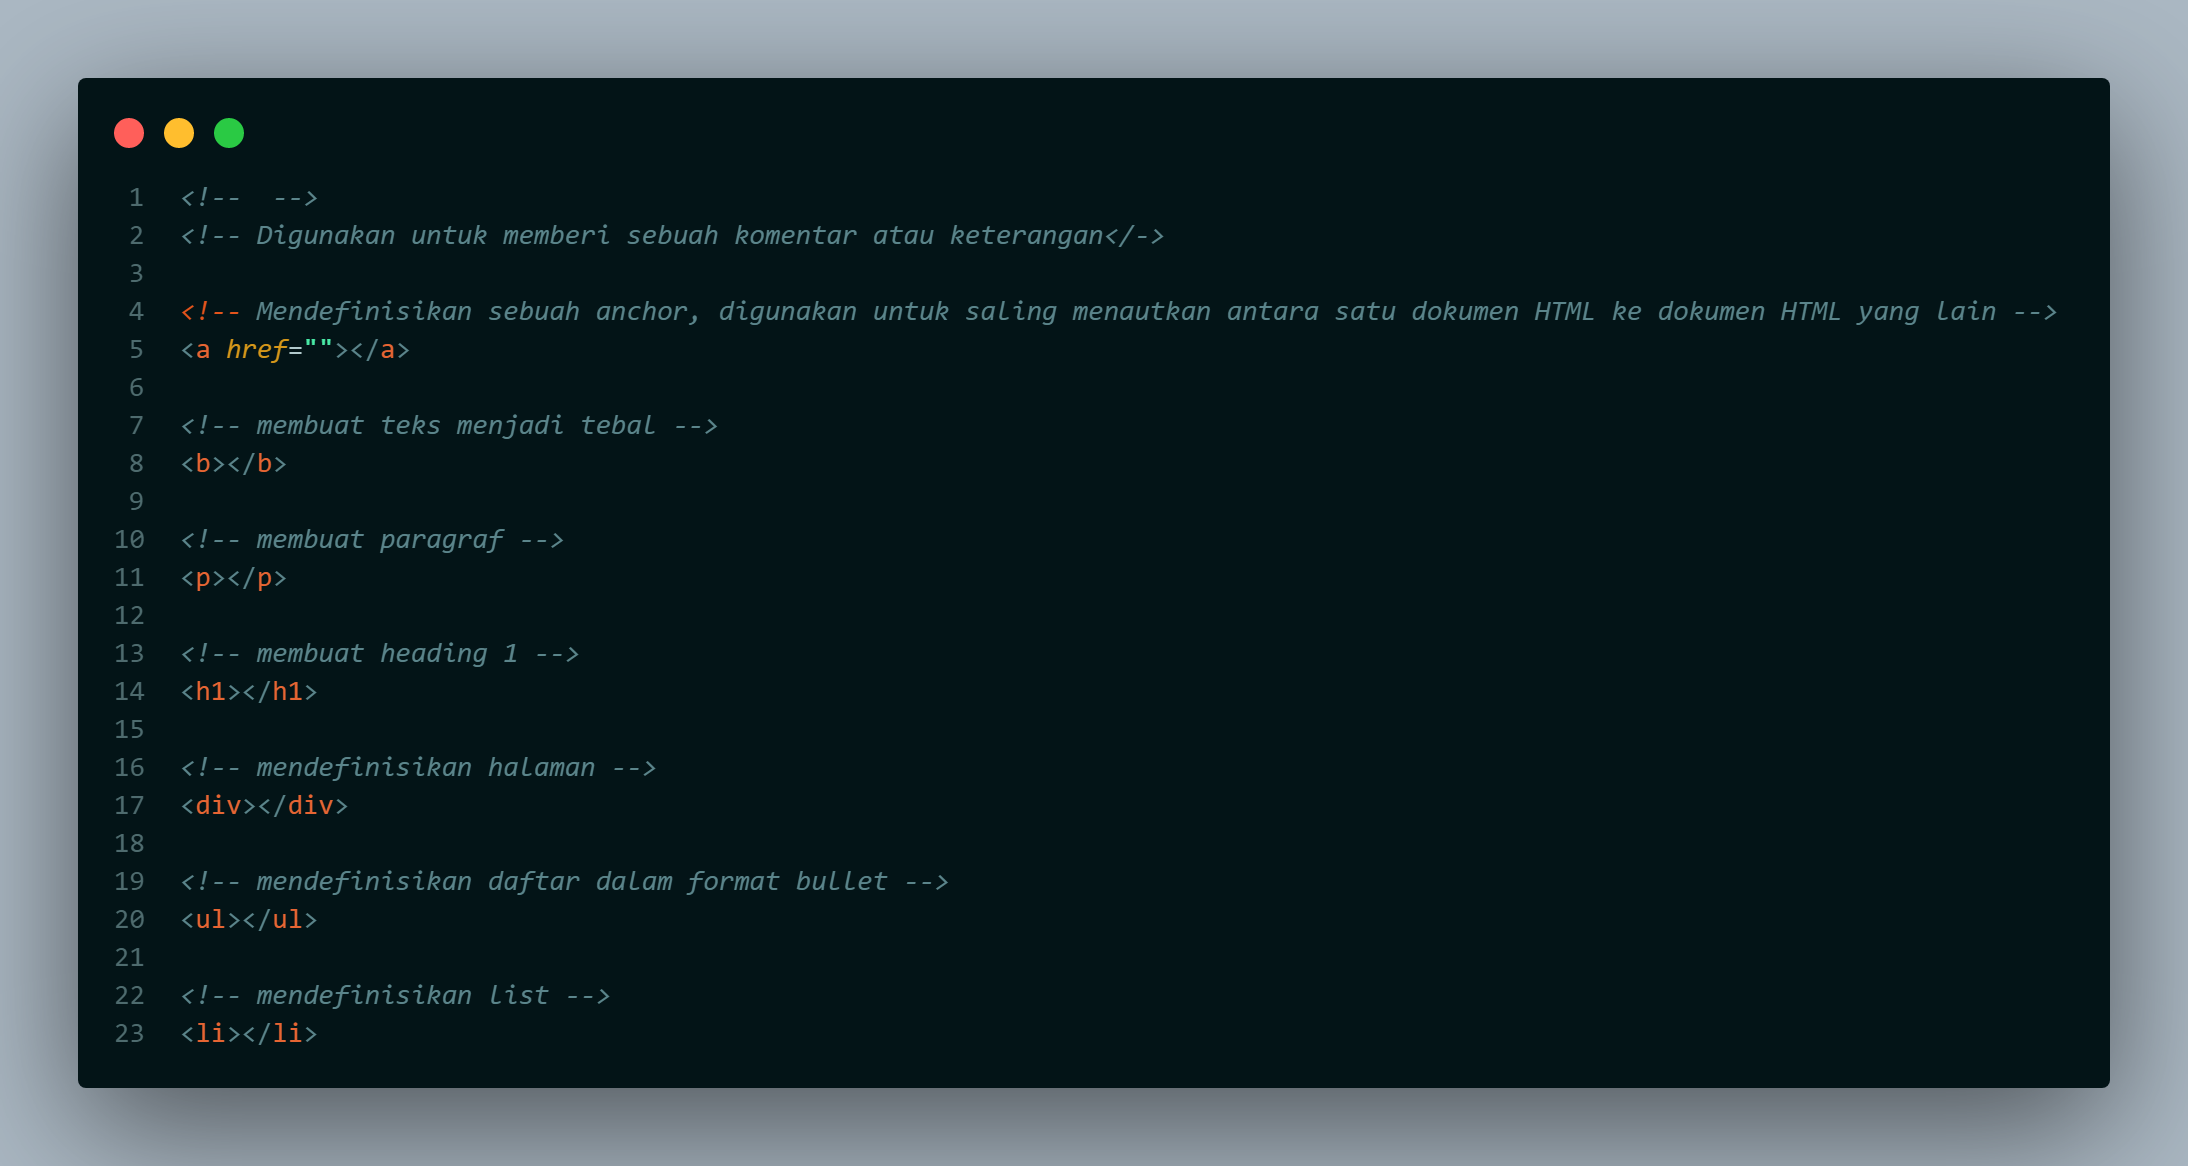 1 <!--  -->
2 <!-- Digunakan untuk memberi sebuah komentar atau keterangan</->
3
4 <!-- Mendefinisikan sebuah anchor, digunakan untuk saling menautkan antara satu dokumen HTML ke dokumen HTML yang lain -->
5 <a href=""></a>
6
7 <!-- membuat teks menjadi tebal -->
8 <b></b>
9
10 <!-- membuat paragraf -->
11 <p></p>
12
13 <!-- membuat heading 1 -->
14 <h1></h1>
15
16 <!-- mendefinisikan halaman -->
17 <div></div>
18
19 <!-- mendefinisikan daftar dalam format bullet -->
20 <ul></ul>
21
22 <!-- mendefinisikan list -->
23 <li></li>